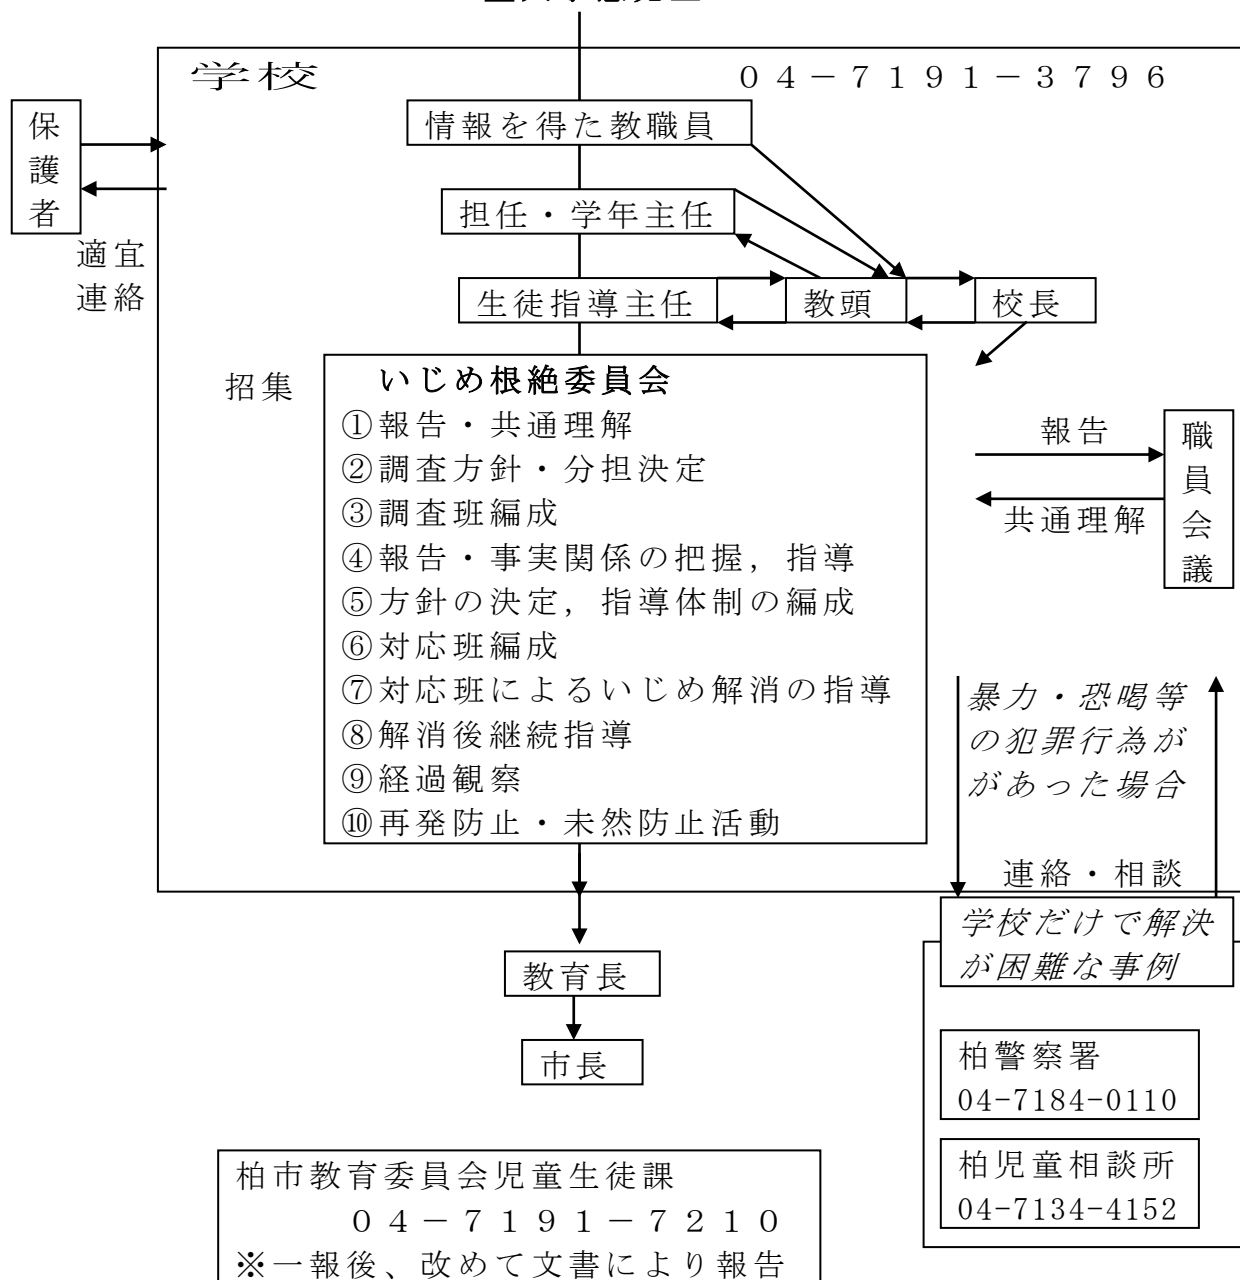 学校
０４－７１９１－３７９６
保護者
情報を得た教職員
担任・学年主任
適宜
連絡
生徒指導主任
教頭
校長
招集
いじめ根絶委員会
①報告・共通理解
②調査方針・分担決定
③調査班編成
④報告・事実関係の把握，指導
⑤方針の決定，指導体制の編成
⑥対応班編成
⑦対応班によるいじめ解消の指導
⑧解消後継続指導
⑨経過観察
⑩再発防止・未然防止活動
報告
共通理解
職員会議
暴力・恐喝等
の犯罪行為が
があった場合
連絡・相談
学校だけで解決
が困難な事例
教育長
市長
柏警察署
04-7184-0110
柏児童相談所
04-7134-4152
柏市教育委員会児童生徒課
０４－７１９１－７２１０
※一報後、改めて文書により報告